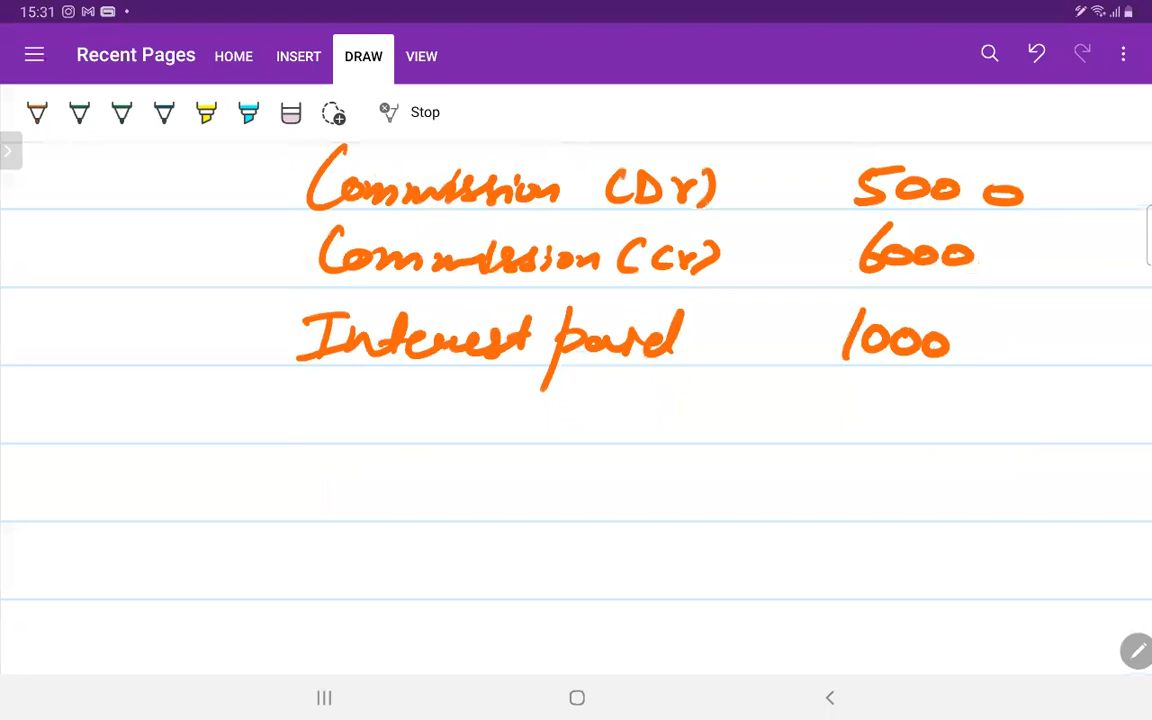 15:31
Recent Pages HOME INSERT DRAW VIEW
Stop
Commission (Dr) 5000
Commission (Cr) 6000
Interest paid 1000